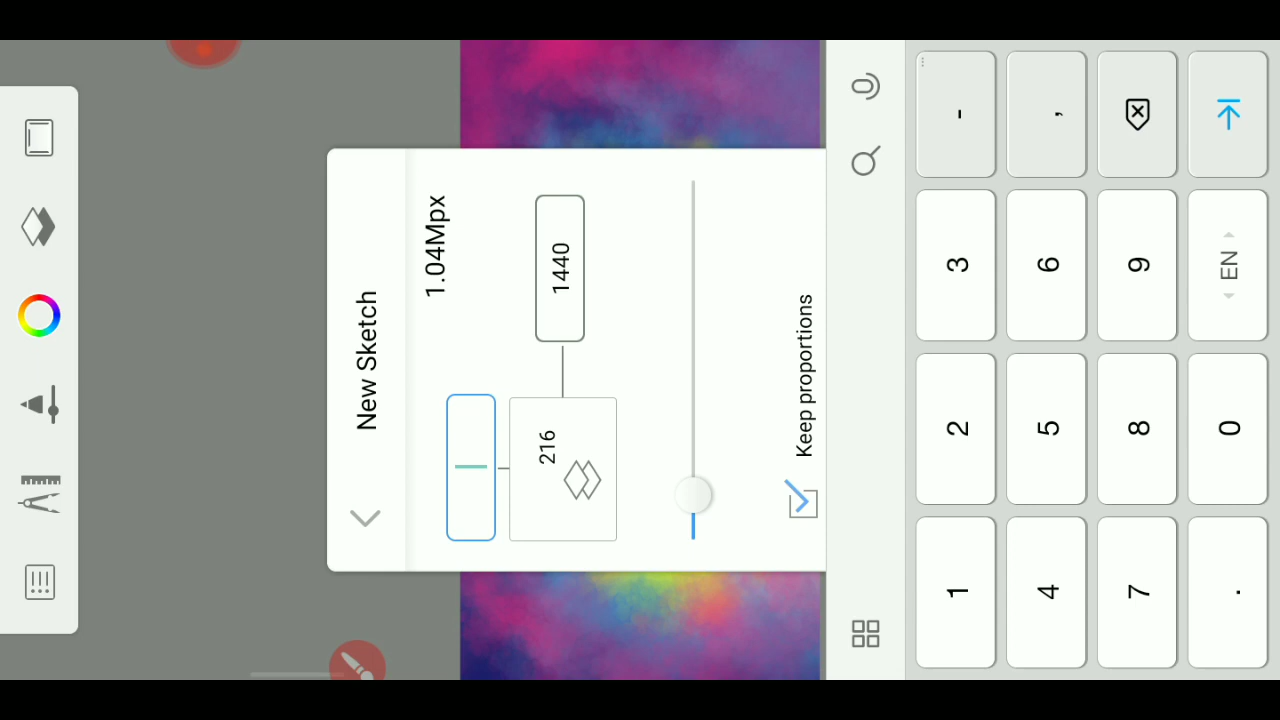 New Sketch
1.04Mpx
1440
216
Keep proportions
1 2 3 -
4 5 6 ,
7 8 9
. 0 EN